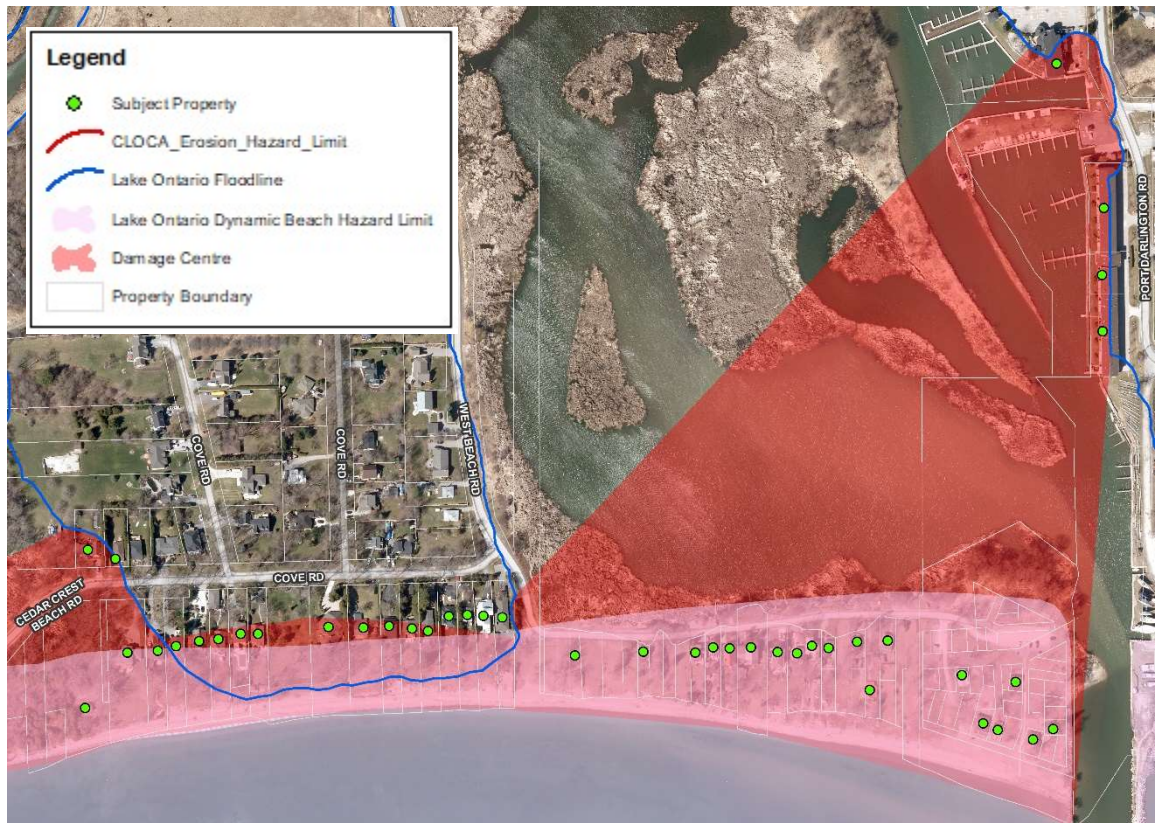 Legend
Subject Property
CLOCA_Erosion_Hazard_Limit
Lake Ontario Floodline
Lake Ontario Dynamic Beach Hazard Limit
Damage Centre
Property Boundary
PORT DARLINGTON RD
COVE RD
COVE RD
WEST BEACH RD
COVE RD
CEDAR CREST
BEACH RD